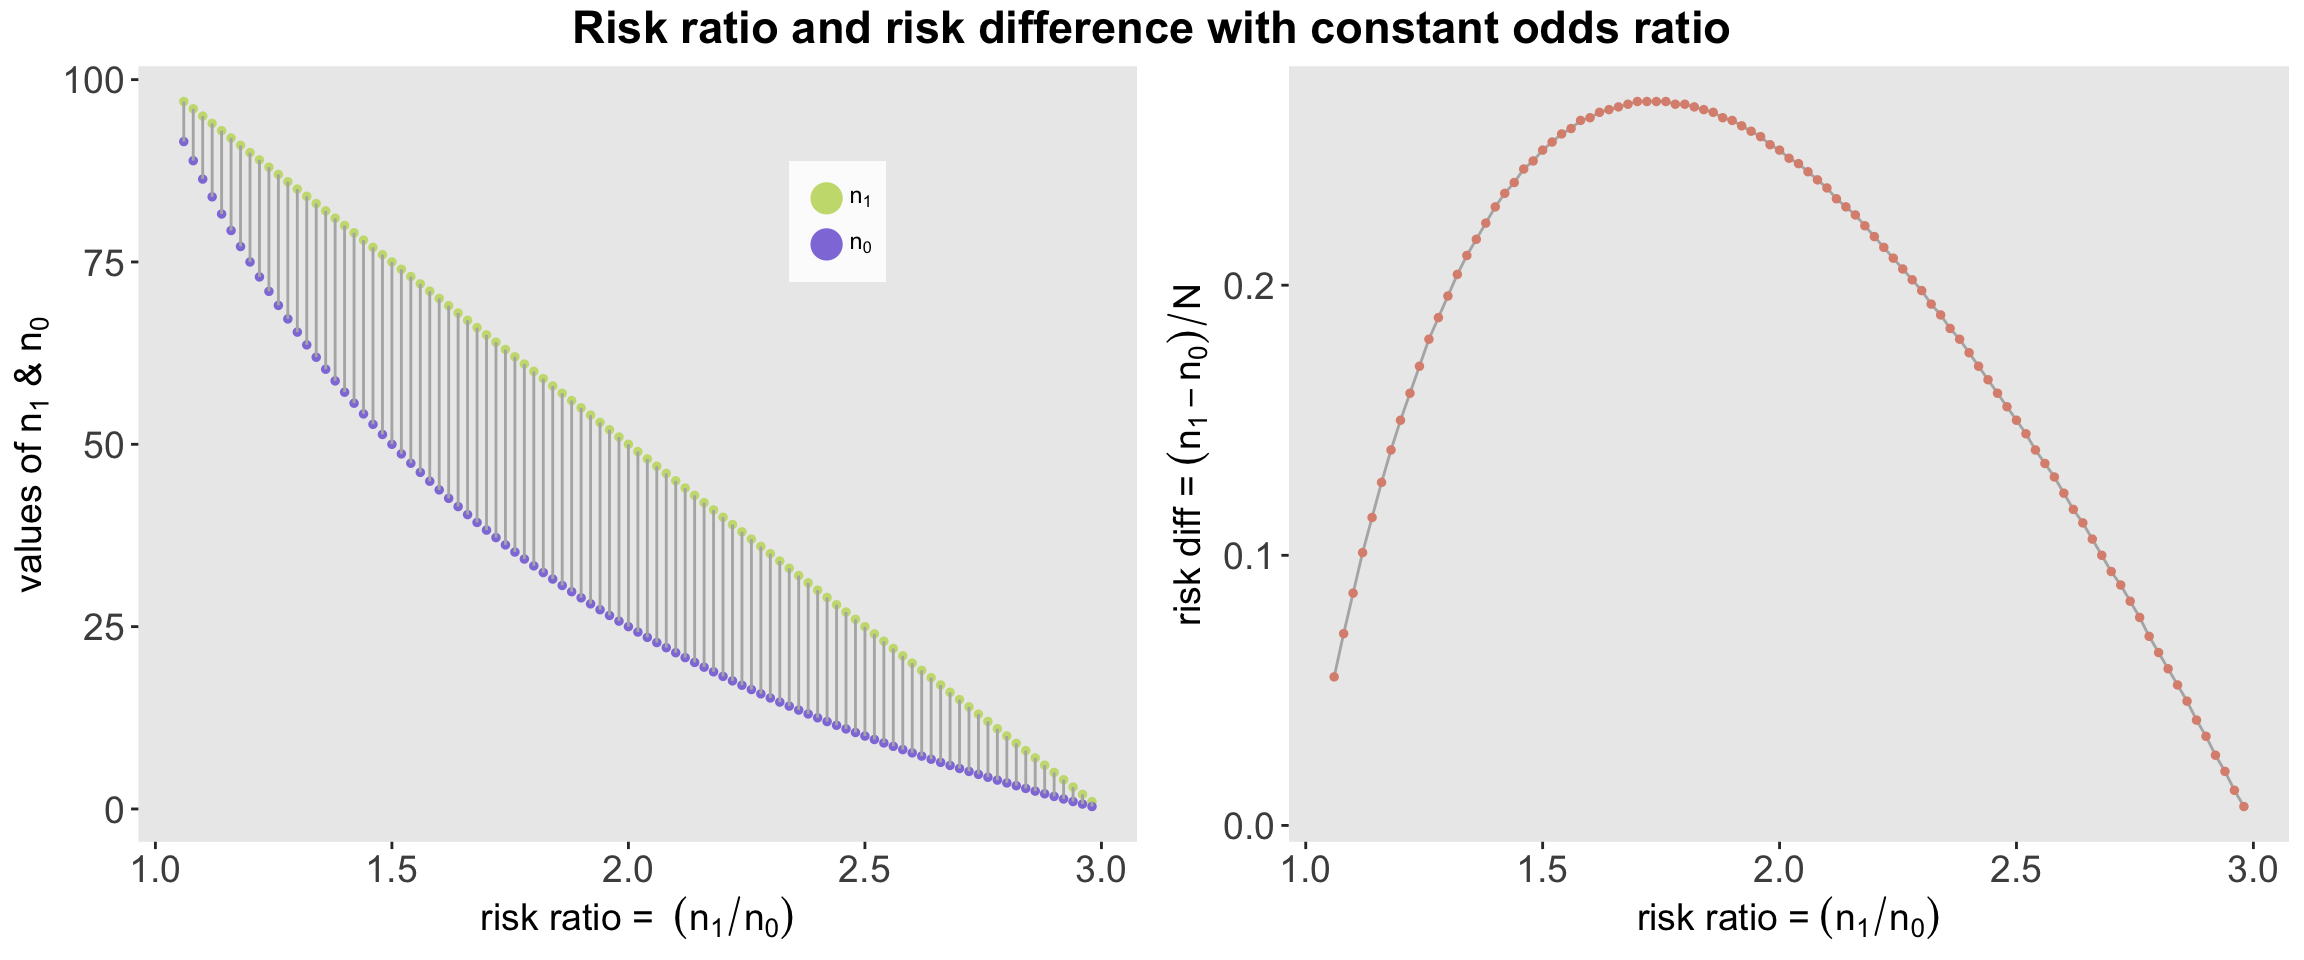 Risk ratio and risk difference with constant odds ratio
values of n₁ & n₀
100
75
50
25
0
n₁
n₀
1.0 1.5 2.0 2.5 3.0
risk ratio = (n₁/n₀)
risk diff = (n₁ − n₀)/N
0.2
0.1
0.0
1.0 1.5 2.0 2.5 3.0
risk ratio = (n₁/n₀)